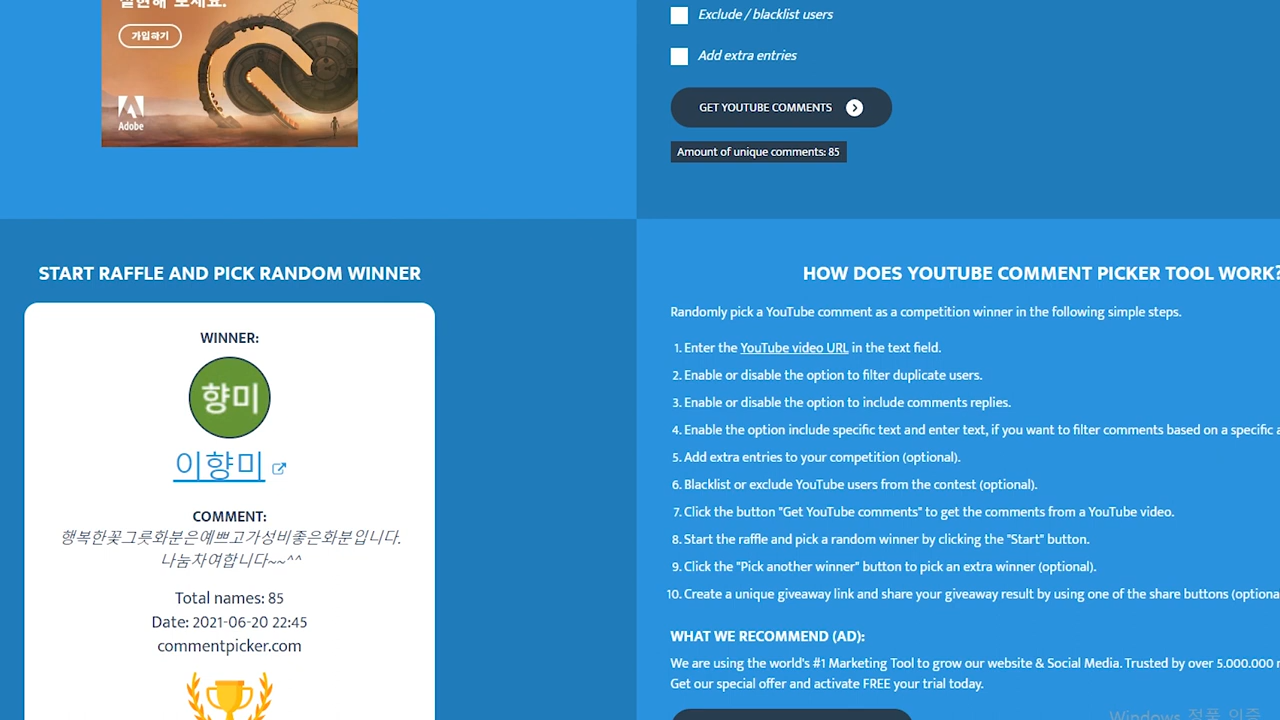 실현해 보세요.
가입하기
Adobe
Exclude / blacklist users
Add extra entries
GET YOUTUBE COMMENTS
Amount of unique comments: 85
START RAFFLE AND PICK RANDOM WINNER
WINNER:
향미
이향미
COMMENT:
행복한꽃그릇화분은예쁘고가성비좋은화분입니다.
나눔차여합니다~~^^
Total names: 85
Date: 2021-06-20 22:45
commentpicker.com
HOW DOES YOUTUBE COMMENT PICKER TOOL WORK?
Randomly pick a YouTube comment as a competition winner in the following simple steps.
1. Enter the YouTube video URL in the text field.
2. Enable or disable the option to filter duplicate users.
3. Enable or disable the option to include comments replies.
4. Enable the option include specific text and enter text, if you want to filter comments based on a specific
5. Add extra entries to your competition (optional).
6. Blacklist or exclude YouTube users from the contest (optional).
7. Click the button "Get YouTube comments" to get the comments from a YouTube video.
8. Start the raffle and pick a random winner by clicking the "Start" button.
9. Click the "Pick another winner" button to pick an extra winner (optional).
10. Create a unique giveaway link and share your giveaway result by using one of the share buttons (optiona
WHAT WE RECOMMEND (AD):
We are using the world's #1 Marketing Tool to grow our website & Social Media. Trusted by over 5.000.000
Get our special offer and activate FREE your trial today.
Windows 정품 인증